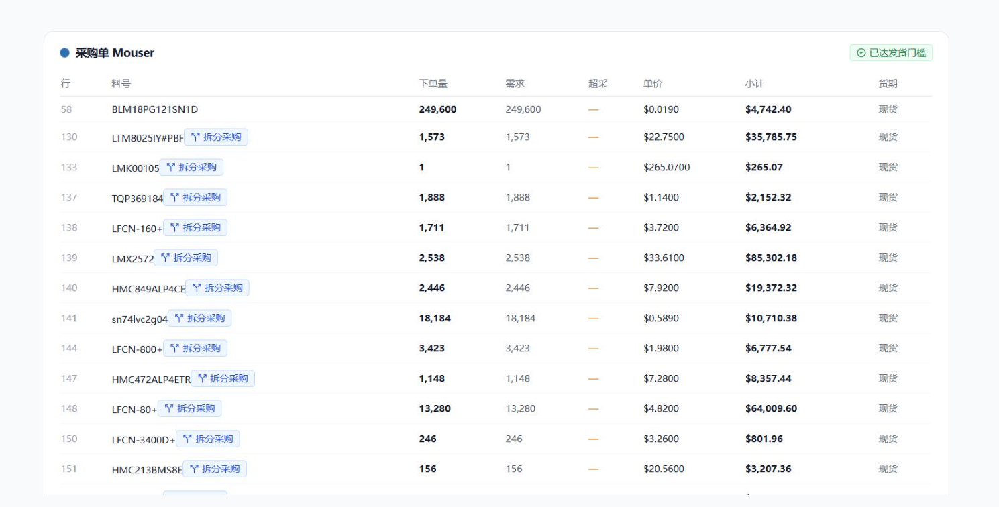 采购单 Mouser 已达发货门槛
行 料号 下单量 需求 超采 单价 小计 货期
58 BLM18PG121SN1D 249,600 249,600 — $0.0190 $4,742.40 现货
130 LTM8025IY#PBF 拆分采购 1,573 1,573 — $22.7500 $35,785.75 现货
133 LMK00105 拆分采购 1 1 — $265.0700 $265.07 现货
137 TQP369184 拆分采购 1,888 1,888 — $1.1400 $2,152.32 现货
138 LFCN-160+ 拆分采购 1,711 1,711 — $3.7200 $6,364.92 现货
139 LMX2572 拆分采购 2,538 2,538 — $33.6100 $85,302.18 现货
140 HMC849ALP4CE 拆分采购 2,446 2,446 — $7.9200 $19,372.32 现货
141 sn74lvc2g04 拆分采购 18,184 18,184 — $0.5890 $10,710.38 现货
144 LFCN-800+ 拆分采购 3,423 3,423 — $1.9800 $6,777.54 现货
147 HMC472ALP4ETR 拆分采购 1,148 1,148 — $7.2800 $8,357.44 现货
148 LFCN-80+ 拆分采购 13,280 13,280 — $4.8200 $64,009.60 现货
150 LFCN-3400D+ 拆分采购 246 246 — $3.2600 $801.96 现货
151 HMC213BMS8E 拆分采购 156 156 — $20.5600 $3,207.36 现货